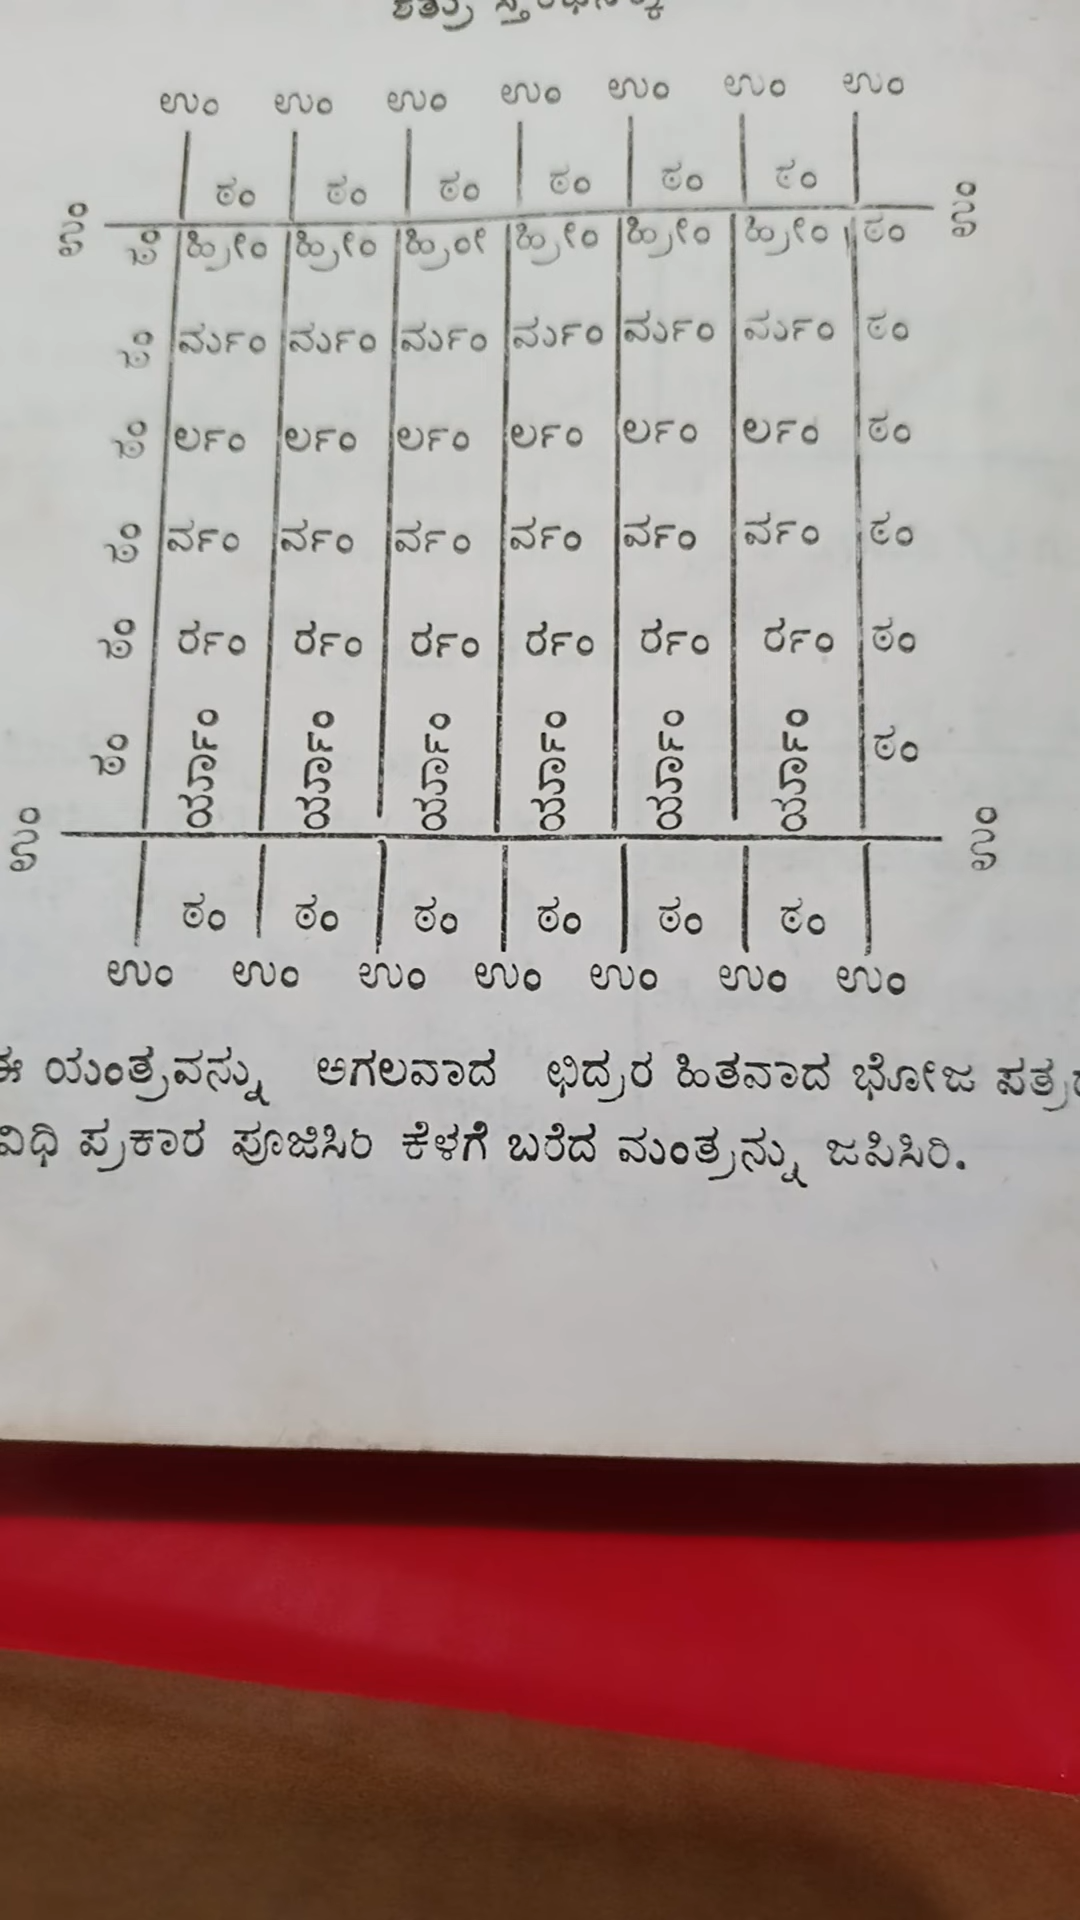 ಉಂ ಉಂ ಉಂ ಉಂ ಉಂ ಉಂ ಉಂ
ಠಂ ಠಂ ಠಂ ಠಂ ಠಂ ಠಂ
ಉಂ ಉಂ
ಠಂ ಹ್ರೀಂ ಹ್ರೀಂ ಹ್ರಂೀ ಹ್ರೀಂ ಹ್ರೀಂ ಹ್ರೀಂ ಠಂ
ಠಂ ರ್ಮಂ ರ್ಮಂ ರ್ಮಂ ರ್ಮಂ ರ್ಮಂ ರ್ಮಂ ಠಂ
ಠಂ ರ್ಲಂ ರ್ಲಂ ರ್ಲಂ ರ್ಲಂ ರ್ಲಂ ರ್ಲಂ ಠಂ
ಠಂ ರ್ವಂ ರ್ವಂ ರ್ವಂ ರ್ವಂ ರ್ವಂ ರ್ವಂ ಠಂ
ಠಂ ರ್ರಂ ರ್ರಂ ರ್ರಂ ರ್ರಂ ರ್ರಂ ರ್ರಂ ಠಂ
ಠಂ ರ್ಯಾಂ ರ್ಯಾಂ ರ್ಯಾಂ ರ್ಯಾಂ ರ್ಯಾಂ ರ್ಯಾಂ ಠಂ
ಉಂ ಉಂ
ಠಂ ಠಂ ಠಂ ಠಂ ಠಂ ಠಂ
ಉಂ ಉಂ ಉಂ ಉಂ ಉಂ ಉಂ ಉಂ
ಈ ಯಂತ್ರವನ್ನು ಅಗಲವಾದ ಛಿದ್ರರ ಹಿತವಾದ ಭೋಜ
ವಿಧಿ ಪ್ರಕಾರ ಪೂಜಿಸಿರಿ ಕೆಳಗೆ ಬರೆದ ಮಂತ್ರನ್ನು ಜಪಿಸಿರಿ.